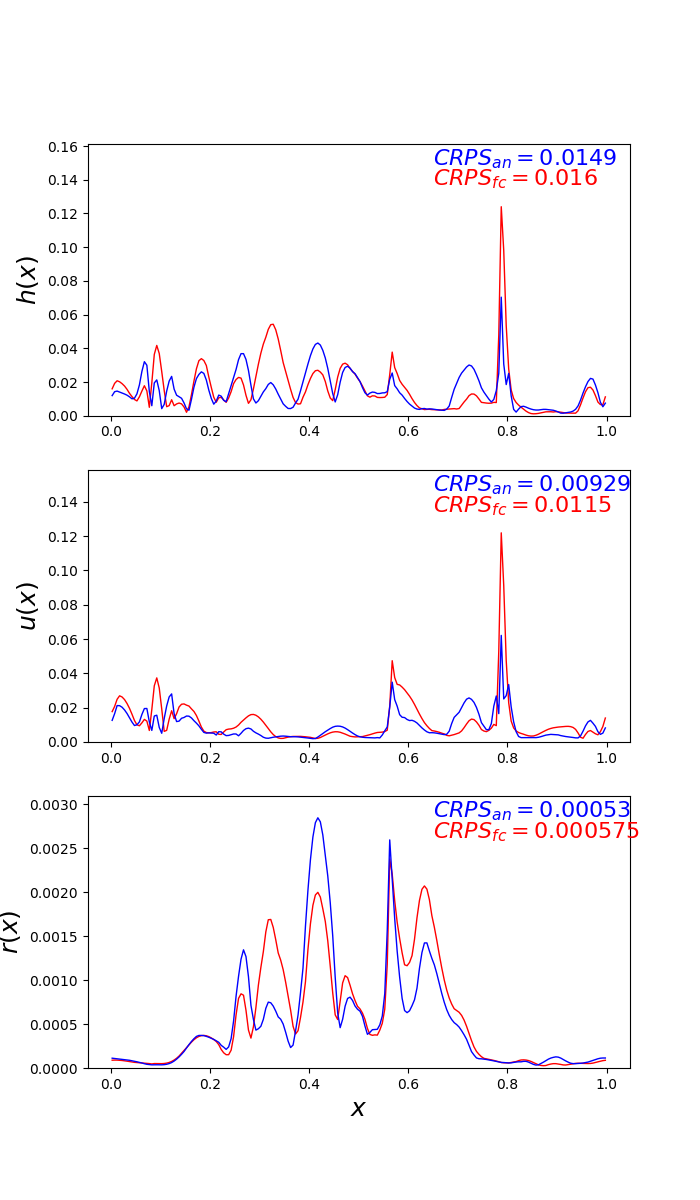 0.16
0.14
0.12
0.10
0.08
0.06
0.04
0.02
0.00
h(x)
CRPS_an = 0.0149
CRPS_fc = 0.016
0.0 0.2 0.4 0.6 0.8 1.0
0.14
0.12
0.10
0.08
0.06
0.04
0.02
0.00
u(x)
CRPS_an = 0.00929
CRPS_fc = 0.0115
0.0 0.2 0.4 0.6 0.8 1.0
0.0030
0.0025
0.0020
0.0015
0.0010
0.0005
0.0000
r(x)
CRPS_an = 0.00053
CRPS_fc = 0.000575
0.0 0.2 0.4 0.6 0.8 1.0
x